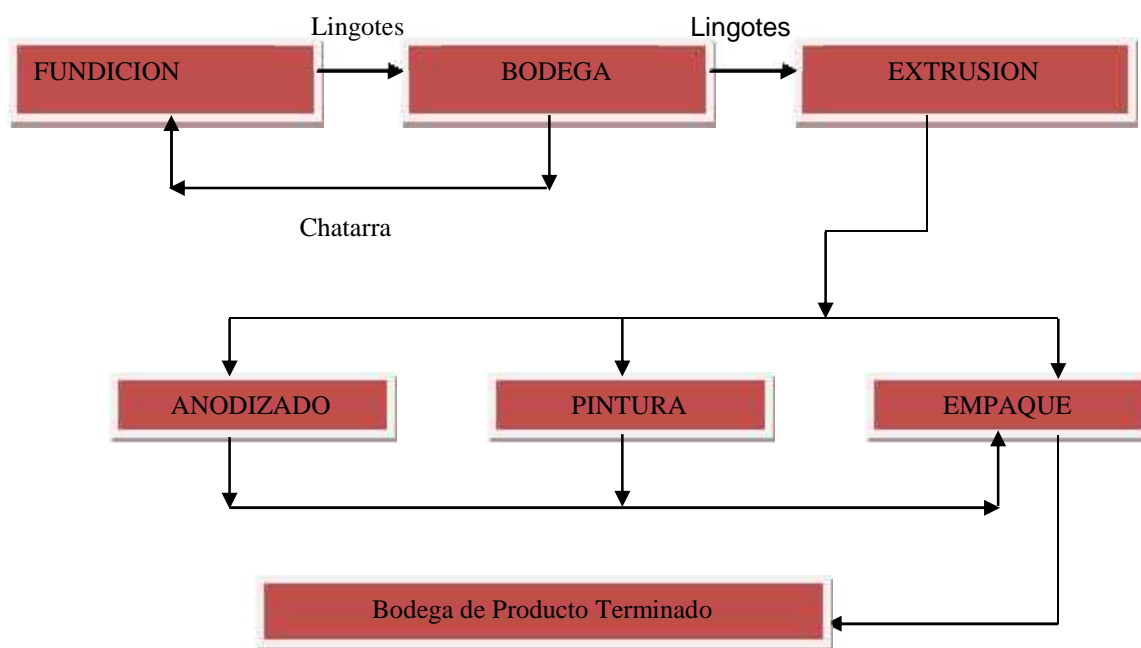 Lingotes
Lingotes
FUNDICION
BODEGA
EXTRUSION
Chatarra
ANODIZADO
PINTURA
EMPAQUE
Bodega de Producto Terminado